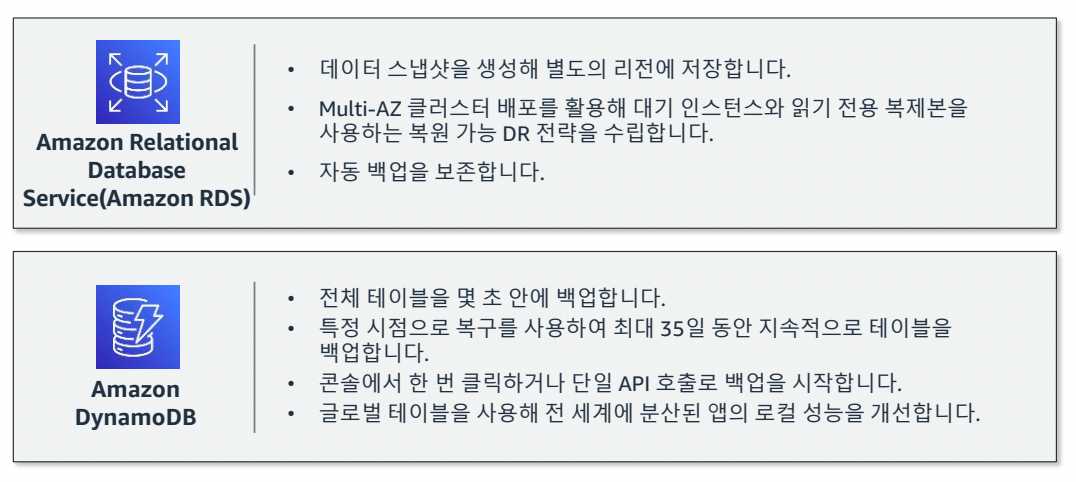 Amazon Relational
Database
Service(Amazon RDS)
• 데이터 스냅샷을 생성해 별도의 리전에 저장합니다.
• Multi-AZ 클러스터 배포를 활용해 대기 인스턴스와 읽기 전용 복제본을
사용하는 복원 가능 DR 전략을 수립합니다.
• 자동 백업을 보존합니다.
Amazon
DynamoDB
• 전체 테이블을 몇 초 안에 백업합니다.
• 특정 시점으로 복구를 사용하여 최대 35일 동안 지속적으로 테이블을
백업합니다.
• 콘솔에서 한 번 클릭하거나 단일 API 호출로 백업을 시작합니다.
• 글로벌 테이블을 사용해 전 세계에 분산된 앱의 로컬 성능을 개선합니다.